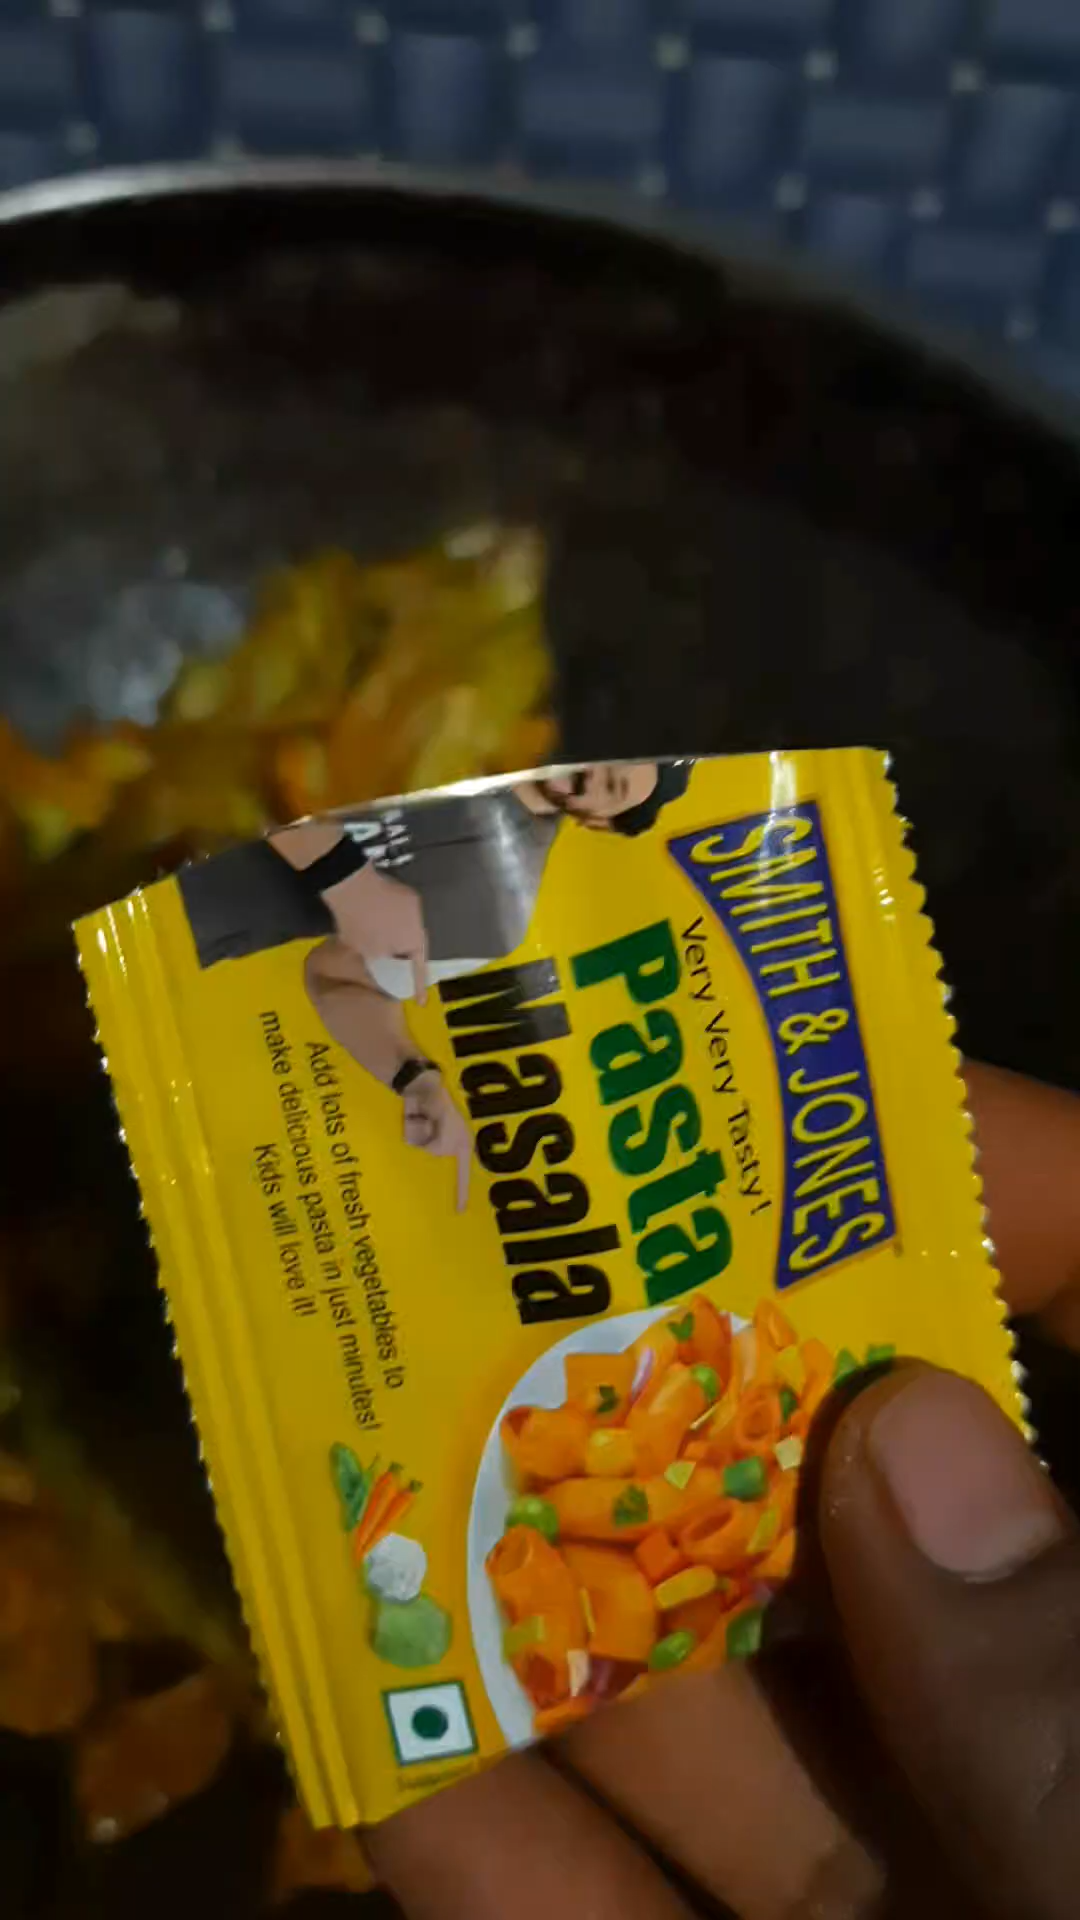 SMITH & JONES
Very Very Tasty!
Pasta
Masala
Add lots of fresh vegetables to
make delicious pasta in just minutes!
Kids will love it!